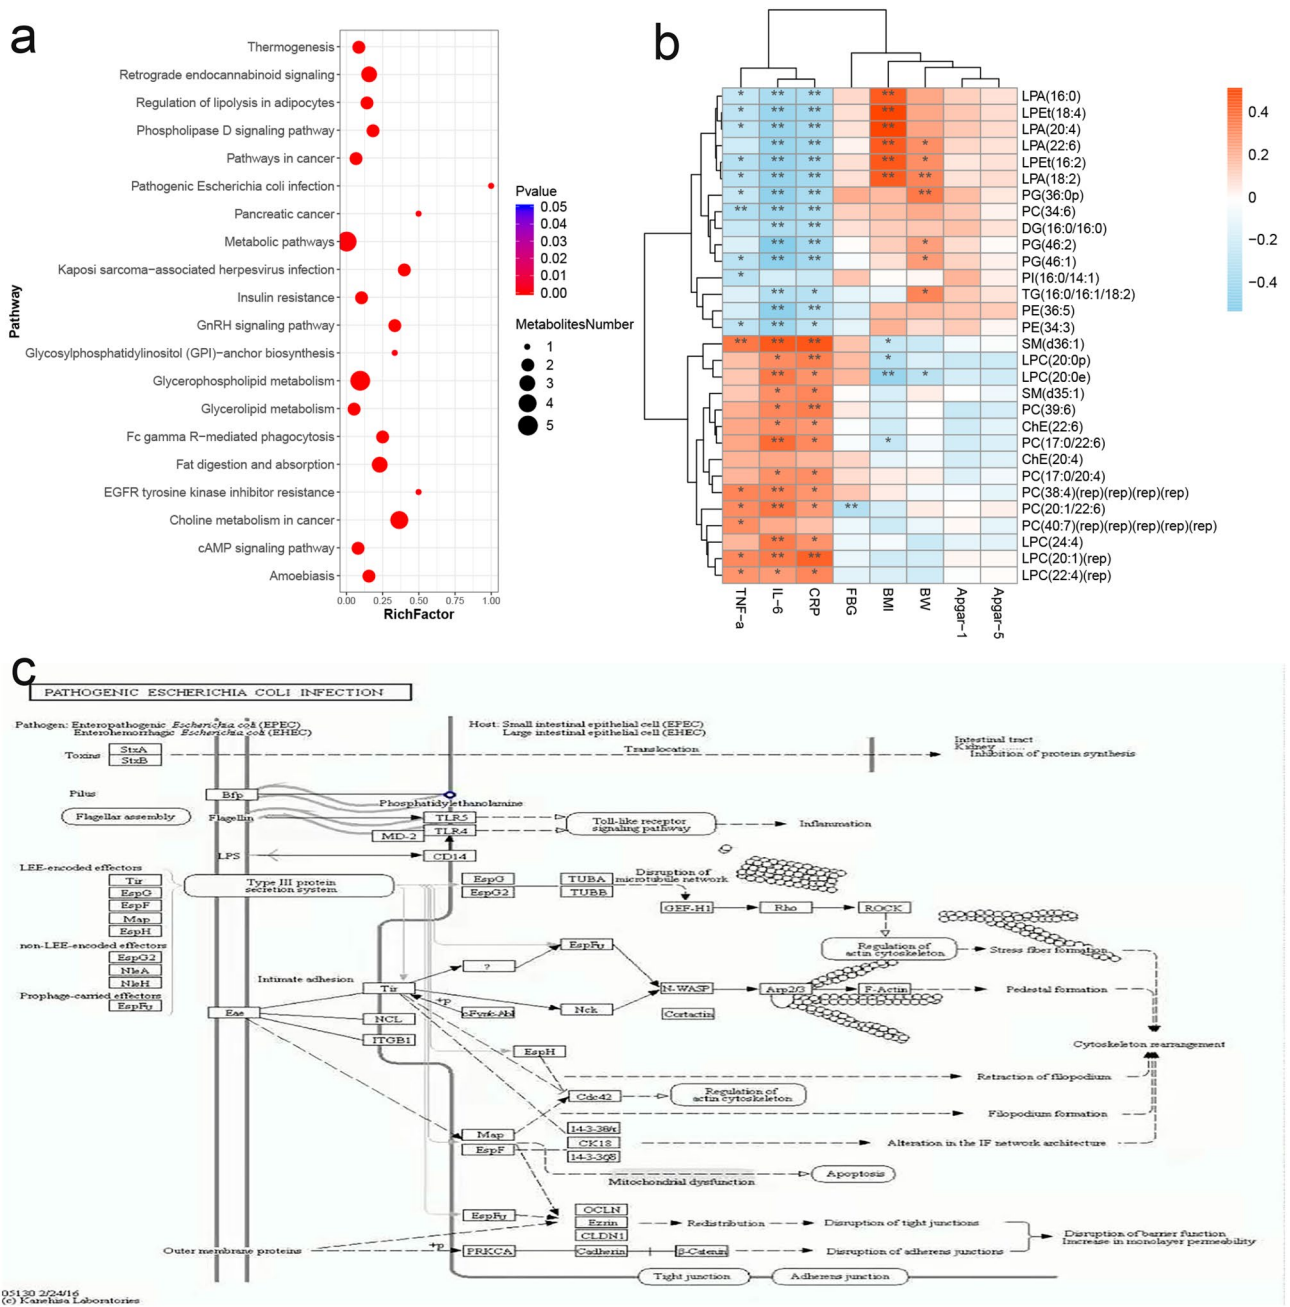 a
Pathway
Thermogenesis
Retrograde endocannabinoid signaling
Regulation of lipolysis in adipocytes
Phospholipase D signaling pathway
Pathways in cancer
Pathogenic Escherichia coli infection
Pancreatic cancer
Metabolic pathways
Kaposi sarcoma−associated herpesvirus infection
Insulin resistance
GnRH signaling pathway
Glycosylphosphatidylinositol (GPI)−anchor biosynthesis
Glycerophospholipid metabolism
Glycerolipid metabolism
Fc gamma R−mediated phagocytosis
Fat digestion and absorption
EGFR tyrosine kinase inhibitor resistance
Choline metabolism in cancer
cAMP signaling pathway
Amoebiasis
0.00 0.25 0.50 0.75 1.00
RichFactor
Pvalue
0.05
0.04
0.03
0.02
0.01
0.00
MetabolitesNumber
1
2
3
4
5
b
LPA(16:0)
LPEt(18:4)
LPA(20:4)
LPA(22:6)
LPEt(16:2)
LPA(18:2)
PG(36:0p)
PC(34:6)
DG(16:0/16:0)
PG(46:2)
PG(46:1)
PI(16:0/14:1)
TG(16:0/16:1/18:2)
PE(36:5)
PE(34:3)
SM(d36:1)
LPC(20:0p)
LPC(20:0e)
SM(d35:1)
PC(39:6)
ChE(22:6)
PC(17:0/22:6)
ChE(20:4)
PC(17:0/20:4)
PC(38:4)(rep)(rep)(rep)(rep)
PC(20:1/22:6)
PC(40:7)(rep)(rep)(rep)(rep)(rep)
LPC(24:4)
LPC(20:1)(rep)
LPC(22:4)(rep)
TNF−a
IL−6
CRP
FBG
BMI
BW
Apgar−1
Apgar−5
0.4
0.2
0
−0.2
−0.4
c
PATHOGENIC ESCHERICHIA COLI INFECTION
Pathogen: Enteropathogenic Escherichia coli (EPEC)
Enterohemorrhagic Escherichia coli (EHEC)
Host: Small intestinal epithelial cell (EPEC)
Large intestinal epithelial cell (EHEC)
Toxins
StxA
StxB
Translocation
Intestinal tract
Kidney ......
Inhibition of protein synthesis
Pilus
Bfp
Phosphatidylethanolamine
Flagellar assembly
Flagellin
TLR5
MD-2
TLR4
Toll-like receptor
signaling pathway
Inflammation
LPS
CD14
LEE-encoded effectors
Tir
EspG
EspF
Map
EspH
non-LEE-encoded effectors
EspG2
NleA
NleH
Prophage-carried effectors
EspFu
Type III protein
secretion system
EspG
EspG2
TUBA
TUBB
Disruption of
microtubule network
GEF-H1
Rho
ROCK
Regulation of
actin cytoskeleton
Stress fiber formation
EspFu
?
Intimate adhesion
Tir
+p
c-Fynk-Abl
Nck
N-WASP
Cortactin
Arp2/3
F-Actin
Pedestal formation
Eae
NCL
ITGB1
Cytoskeleton rearrangement
EspH
Retraction of filopodium
Cdc42
Regulation of
actin cytoskeleton
Filopodium formation
Map
EspF
CK18
Alteration in the IF network architecture
Mitochondrial dysfunction
Apoptosis
EspFu
OCLN
Ezrin
CLDN1
Redistribution
Disruption of tight junctions
Disruption of barrier function
Increase in monolayer permeability
Outer membrane proteins
+p
PRKCA
Cadherin
β-Catenin
Disruption of adherens junctions
Tight junction
Adherens junction
05130 2/24/16
(c) Kanehisa Laboratories